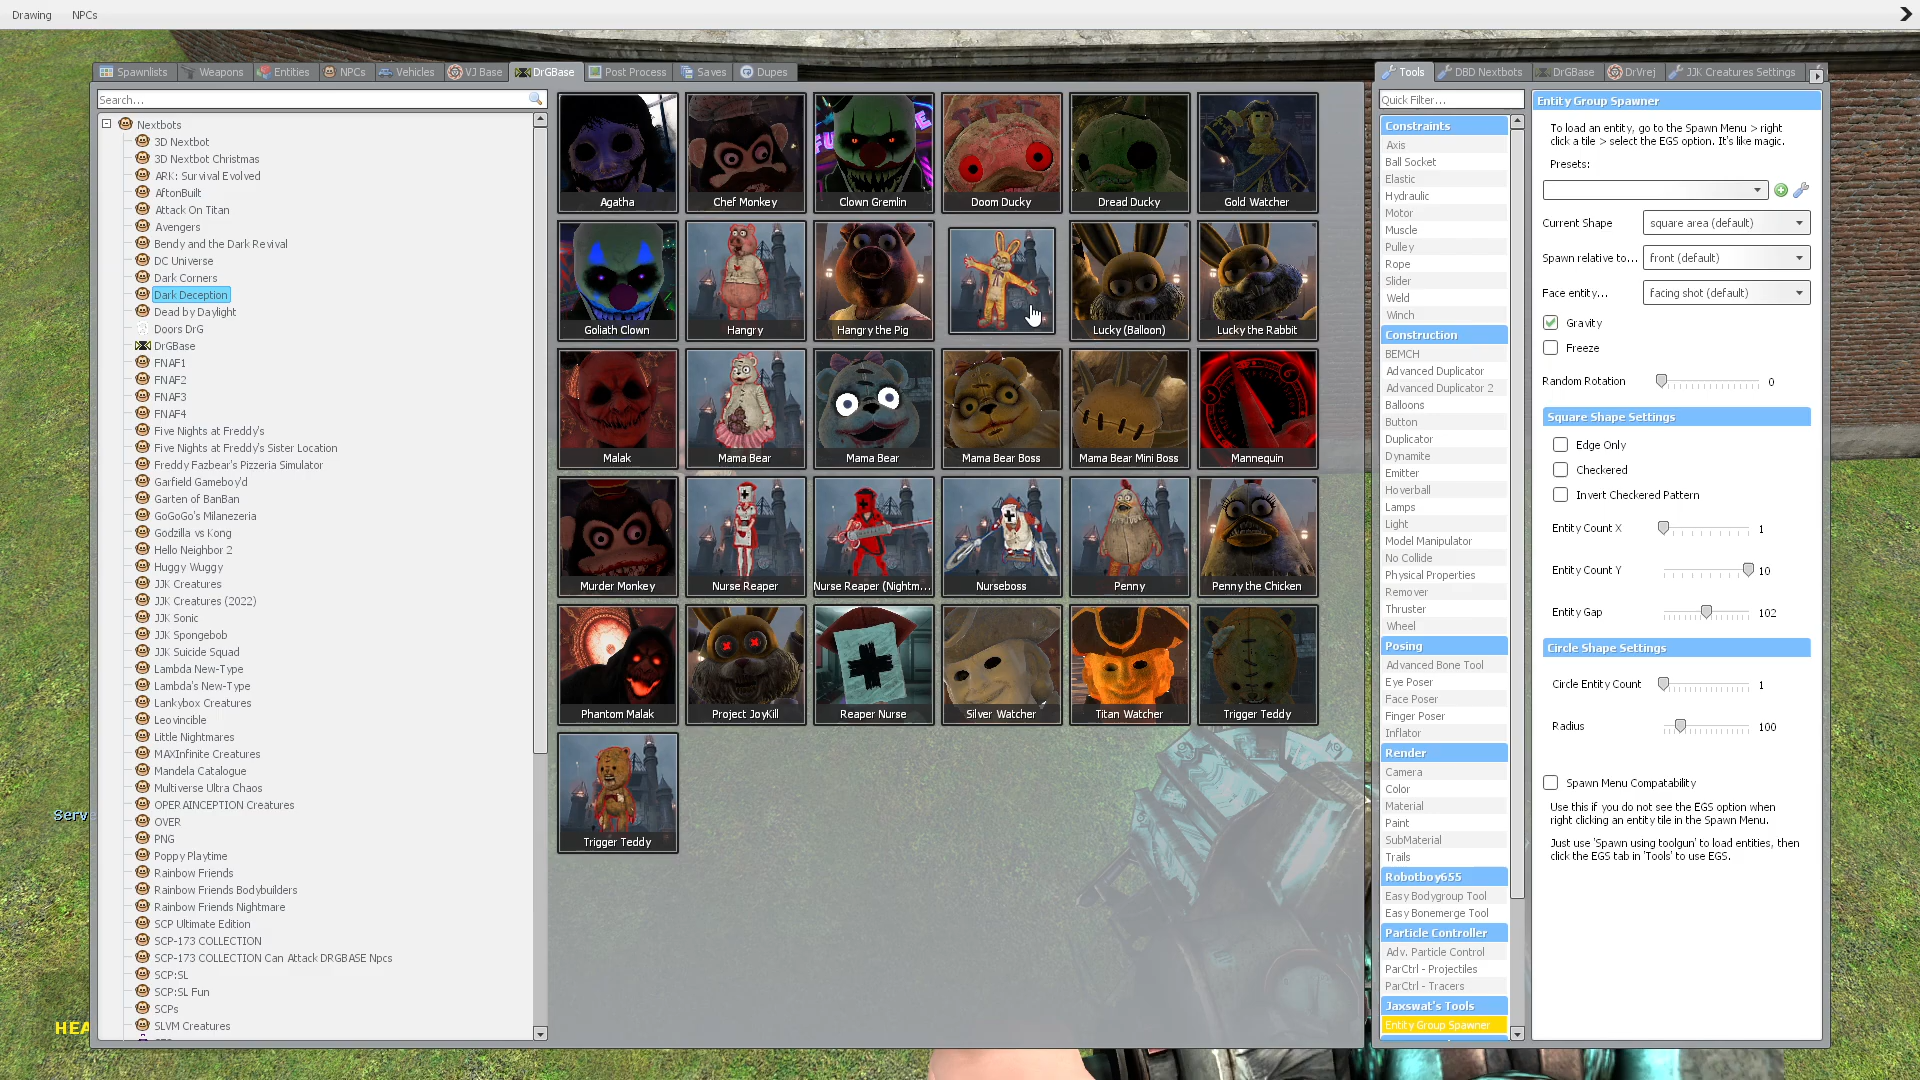 Drawing NPCs
Spawnlists Weapons Entities NPCs Vehicles VJ Base DrGBase Post Process Saves Dupes
Tools DBD Nextbots DrGBase DrVrej JJK Creatures Settings
Search...
Nextbots
3D Nextbot
3D Nextbot Christmas
ARK: Survival Evolved
AftonBuilt
Attack On Titan
Avengers
Bendy and the Dark Revival
DC Universe
Dark Corners
Dark Deception
Dead by Daylight
Doors DrG
DrGBase
FNAF1
FNAF2
FNAF3
FNAF4
Five Nights at Freddy's
Five Nights at Freddy's Sister Location
Freddy Fazbear's Pizzeria Simulator
Garfield Gameboy'd
Garten of BanBan
GoGoGo's Milanezeria
Godzilla vs Kong
Hello Neighbor 2
Huggy Wuggy
JJK Creatures
JJK Creatures (2022)
JJK Sonic
JJK Spongebob
JJK Suicide Squad
Lambda New-Type
Lambda's New-Type
Lankybox Creatures
Leovincible
Little Nightmares
MAXInfinite Creatures
Mandela Catalogue
Multiverse Ultra Chaos
OPERAINCEPTION Creatures
OVER
PNG
Poppy Playtime
Rainbow Friends
Rainbow Friends Bodybuilders
Rainbow Friends Nightmare
SCP Ultimate Edition
SCP-173 COLLECTION
SCP-173 COLLECTION Can Attack DRGBASE Npcs
SCP:SL
SCP:SL Fun
SCPs
SLVM Creatures
Agatha Chef Monkey Clown Gremlin Doom Ducky Dread Ducky Gold Watcher
Goliath Clown Hangry Hangry the Pig Lucky (Balloon) Lucky the Rabbit
Malak Mama Bear Mama Bear Mama Bear Boss Mama Bear Mini Boss Mannequin
Murder Monkey Nurse Reaper Nurse Reaper (Nightm... Nurseboss Penny Penny the Chicken
Phantom Malak Project JoyKill Reaper Nurse Silver Watcher Titan Watcher Trigger Teddy
Trigger Teddy
Serv
HEA
Quick Filter...
Constraints
Axis
Ball Socket
Elastic
Hydraulic
Motor
Muscle
Pulley
Rope
Slider
Weld
Winch
Construction
BEMCH
Advanced Duplicator
Advanced Duplicator 2
Balloons
Button
Duplicator
Dynamite
Emitter
Hoverball
Lamps
Light
Model Manipulator
No Collide
Physical Properties
Remover
Thruster
Wheel
Posing
Advanced Bone Tool
Eye Poser
Face Poser
Finger Poser
Inflator
Render
Camera
Color
Material
Paint
SubMaterial
Trails
Robotboy655
Easy Bodygroup Tool
Easy Bonemerge Tool
Particle Controller
Adv. Particle Control
ParCtrl - Projectiles
ParCtrl - Tracers
Jaxswat's Tools
Entity Group Spawner
Entity Group Spawner
To load an entity, go to the Spawn Menu > right
click a tile > select the EGS option. It's like magic.
Presets:
Current Shape square area (default)
Spawn relative to... front (default)
Face entity... facing shot (default)
Gravity
Freeze
Random Rotation 0
Square Shape Settings
Edge Only
Checkered
Invert Checkered Pattern
Entity Count X 1
Entity Count Y 10
Entity Gap 102
Circle Shape Settings
Circle Entity Count 1
Radius 100
Spawn Menu Compatability
Use this if you do not see the EGS option when
right clicking an entity tile in the Spawn Menu.
Just use 'Spawn using toolgun' to load entities, then
click the EGS tab in 'Tools' to use EGS.